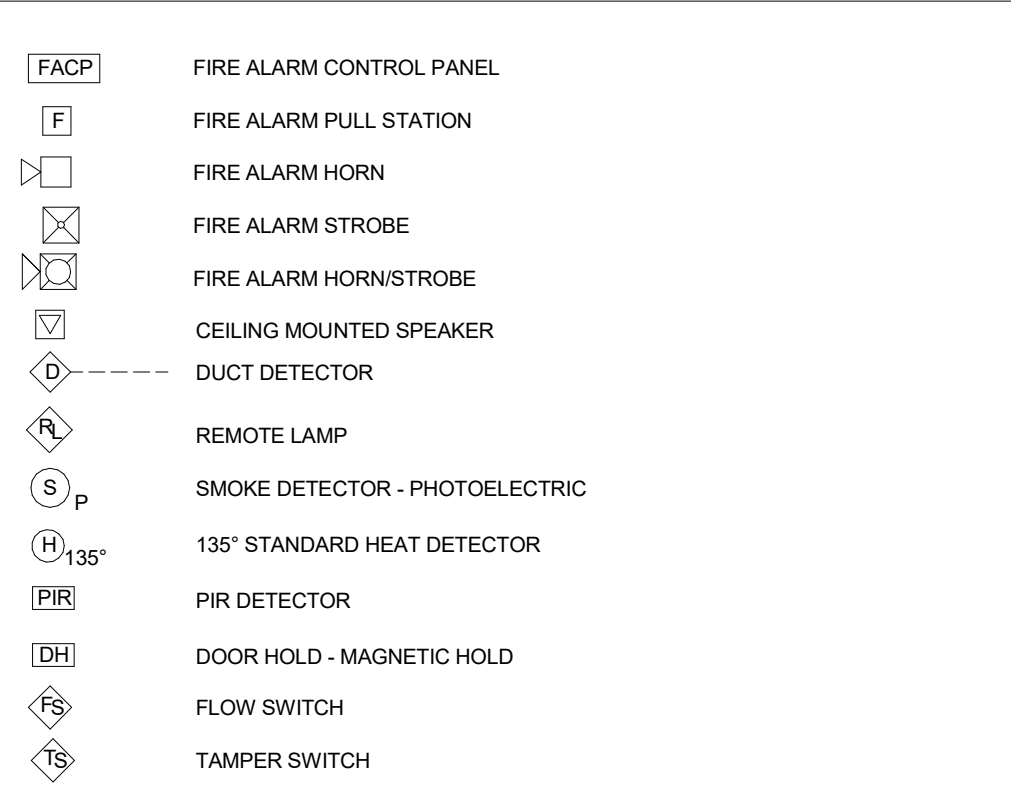 FACP FIRE ALARM CONTROL PANEL
F FIRE ALARM PULL STATION
FIRE ALARM HORN
FIRE ALARM STROBE
FIRE ALARM HORN/STROBE
CEILING MOUNTED SPEAKER
D DUCT DETECTOR
RL REMOTE LAMP
S P SMOKE DETECTOR - PHOTOELECTRIC
H 135° 135° STANDARD HEAT DETECTOR
PIR PIR DETECTOR
DH DOOR HOLD - MAGNETIC HOLD
FS FLOW SWITCH
TS TAMPER SWITCH